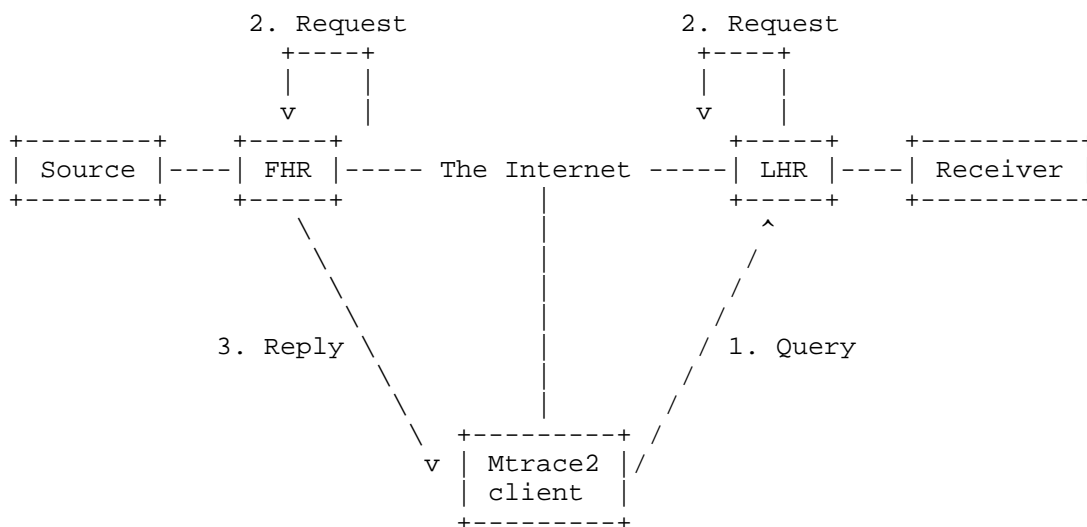 2. Request 2. Request
Source FHR The Internet LHR Receiver
3. Reply 1. Query
Mtrace2
client